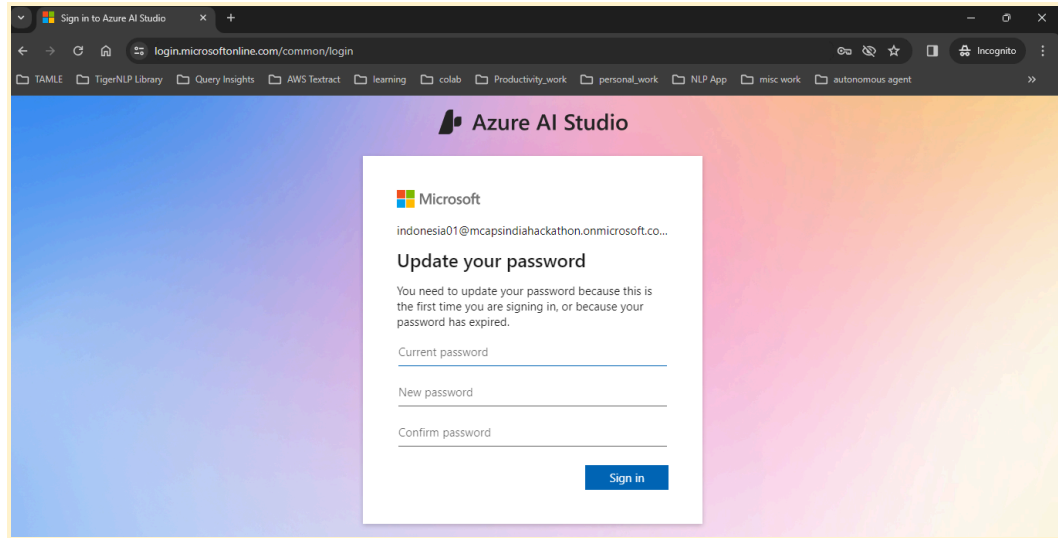 Sign in to Azure AI Studio
login.microsoftonline.com/common/login
Incognito
TAMLE TigerNLP Library Query Insights AWS Textract learning colab Productivity_work personal_work NLP App misc work autonomous agent
Azure AI Studio
Microsoft
indonesia01@mcapsindiahackathon.onmicrosoft.co...
Update your password
You need to update your password because this is
the first time you are signing in, or because your
password has expired.
Current password
New password
Confirm password
Sign in